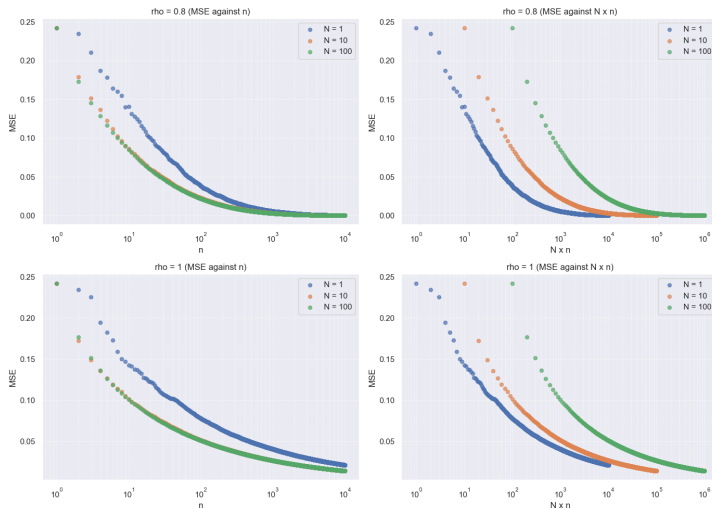 rho = 0.8 (MSE against n)
MSE
0.25
0.20
0.15
0.10
0.05
0.00
N = 1
N = 10
N = 100
10⁰
10¹
10²
10³
10⁴
n
rho = 0.8 (MSE against N x n)
MSE
0.25
0.20
0.15
0.10
0.05
0.00
N = 1
N = 10
N = 100
10⁰
10¹
10²
10³
10⁴
10⁵
10⁶
N x n
rho = 1 (MSE against n)
MSE
0.25
0.20
0.15
0.10
0.05
N = 1
N = 10
N = 100
10⁰
10¹
10²
10³
10⁴
n
rho = 1 (MSE against N x n)
MSE
0.25
0.20
0.15
0.10
0.05
N = 1
N = 10
N = 100
10⁰
10¹
10²
10³
10⁴
10⁵
10⁶
N x n